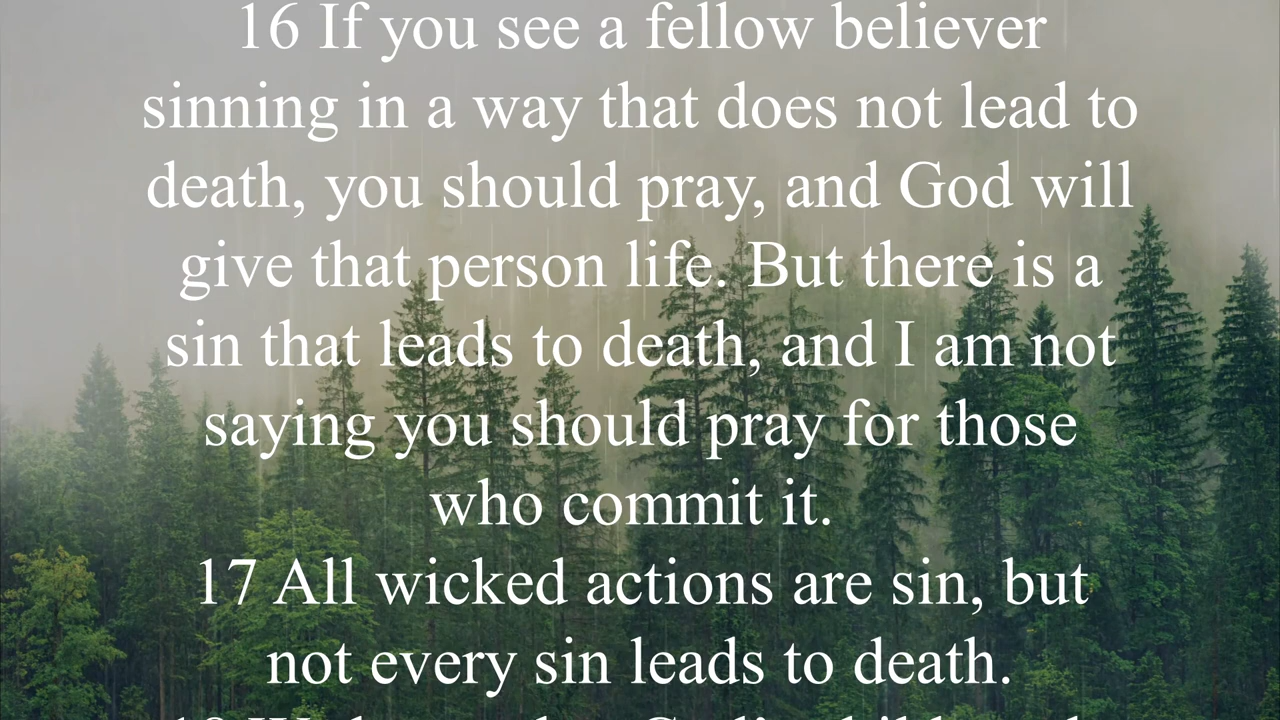 16 If you see a fellow believer
sinning in a way that does not lead to
death, you should pray, and God will
give that person life. But there is a
sin that leads to death, and I am not
saying you should pray for those
who commit it.
17 All wicked actions are sin, but
not every sin leads to death.